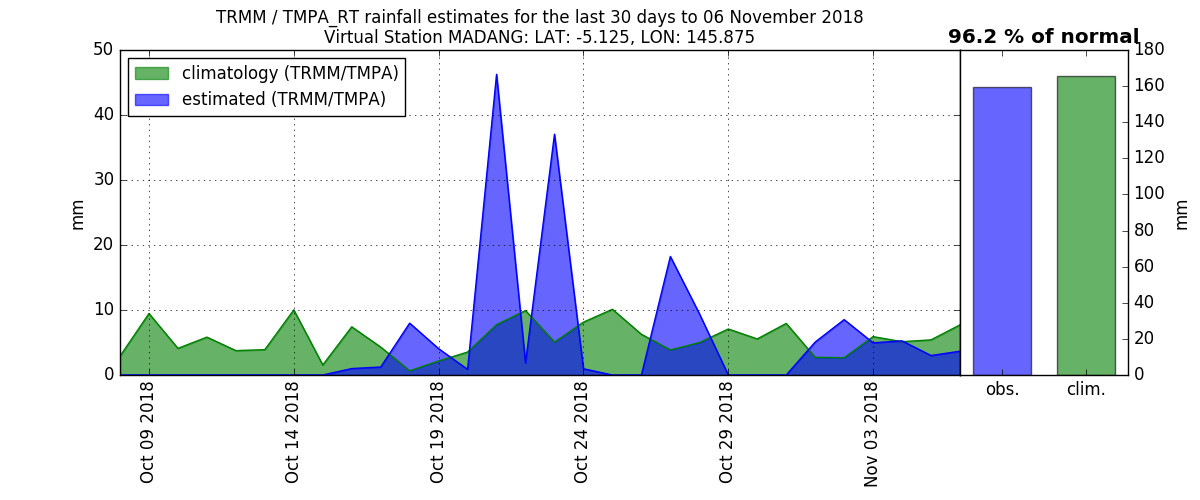 TRMM / TMPA_RT rainfall estimates for the last 30 days to 06 November 2018
Virtual Station MADANG: LAT: -5.125, LON: 145.875
96.2 % of normal
climatology (TRMM/TMPA)
estimated (TRMM/TMPA)
mm
50
40
30
20
10
0
Oct 09 2018
Oct 14 2018
Oct 19 2018
Oct 24 2018
Oct 29 2018
Nov 03 2018
obs.
clim.
180
160
140
120
100
80
60
40
20
0
mm